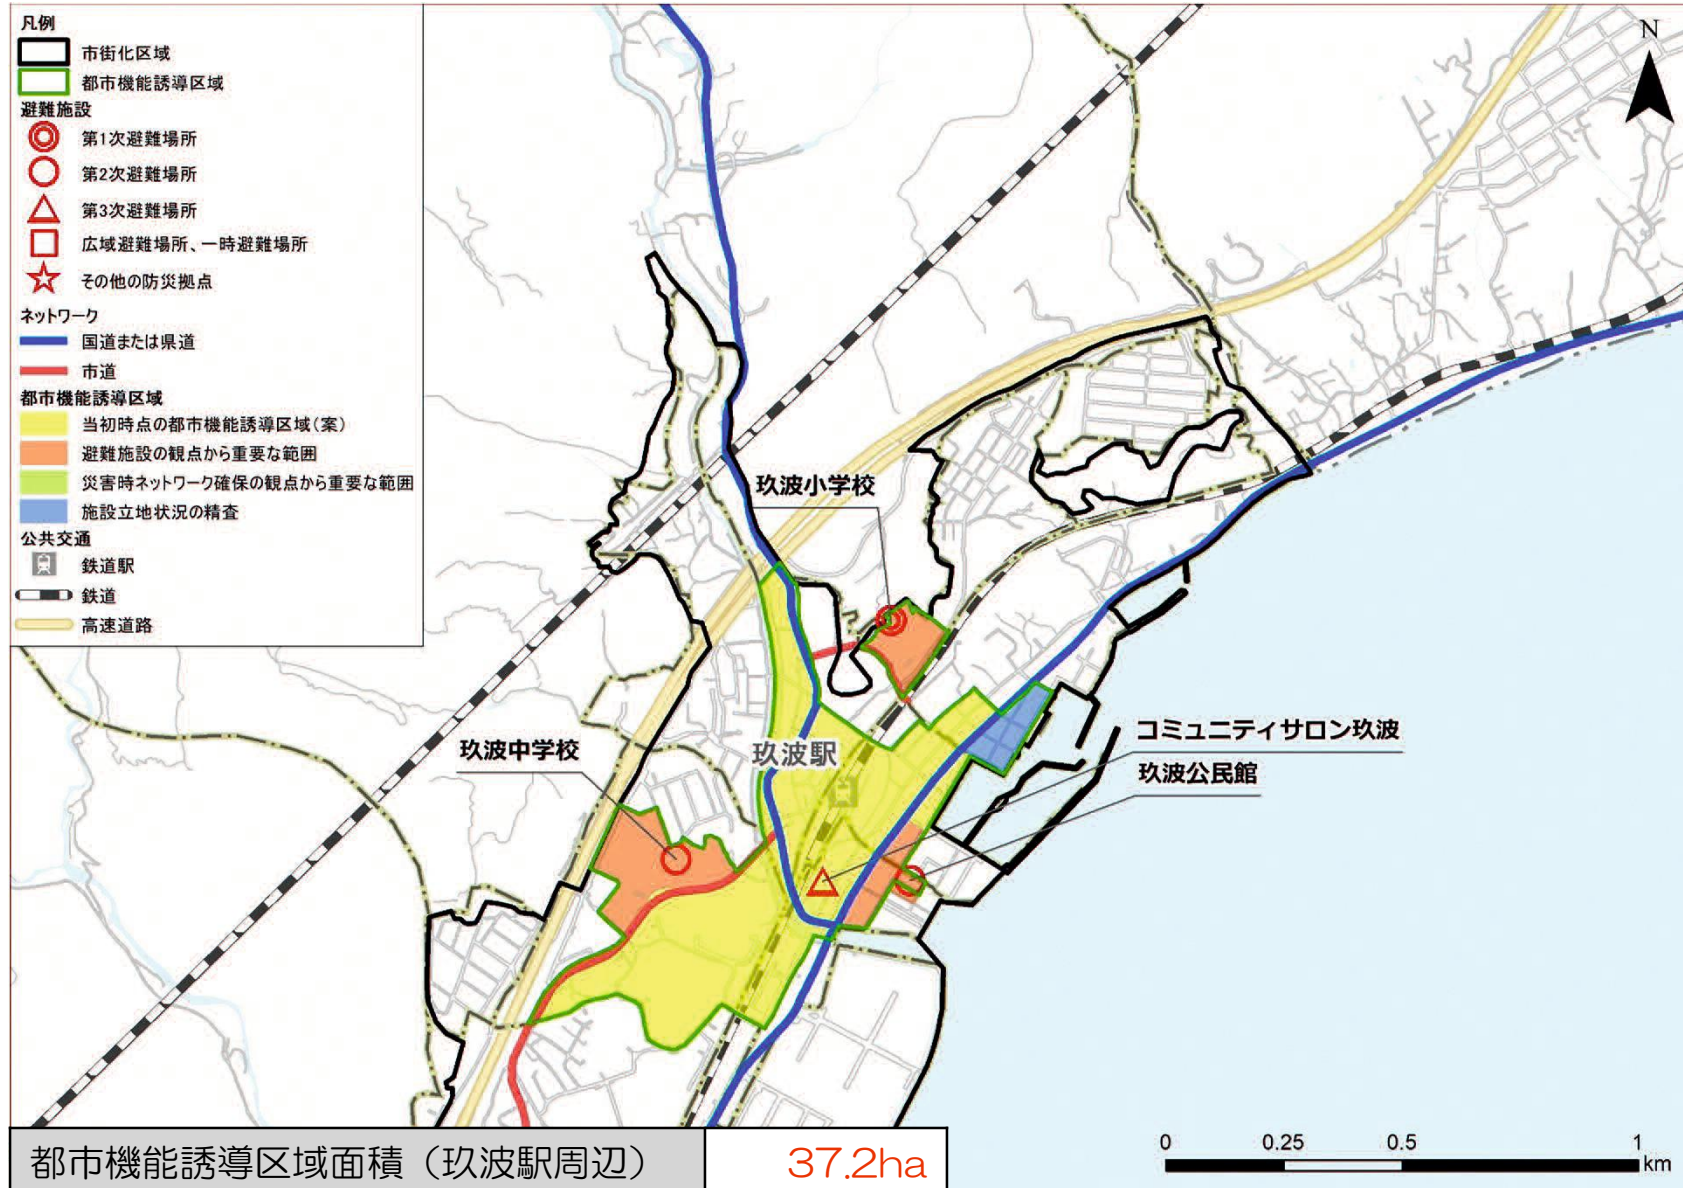 凡例
市街化区域
都市機能誘導区域
避難施設
第1次避難場所
第2次避難場所
第3次避難場所
広域避難場所、一時避難場所
その他の防災拠点
ネットワーク
国道または県道
市道
都市機能誘導区域
当初時点の都市機能誘導区域(案)
避難施設の観点から重要な範囲
災害時ネットワーク確保の観点から重要な範囲
施設立地状況の精査
公共交通
鉄道駅
鉄道
高速道路
N
玖波小学校
玖波中学校
玖波駅
コミュニティサロン玖波
玖波公民館
都市機能誘導区域面積（玖波駅周辺） 37.2ha
0 0.25 0.5 1
km